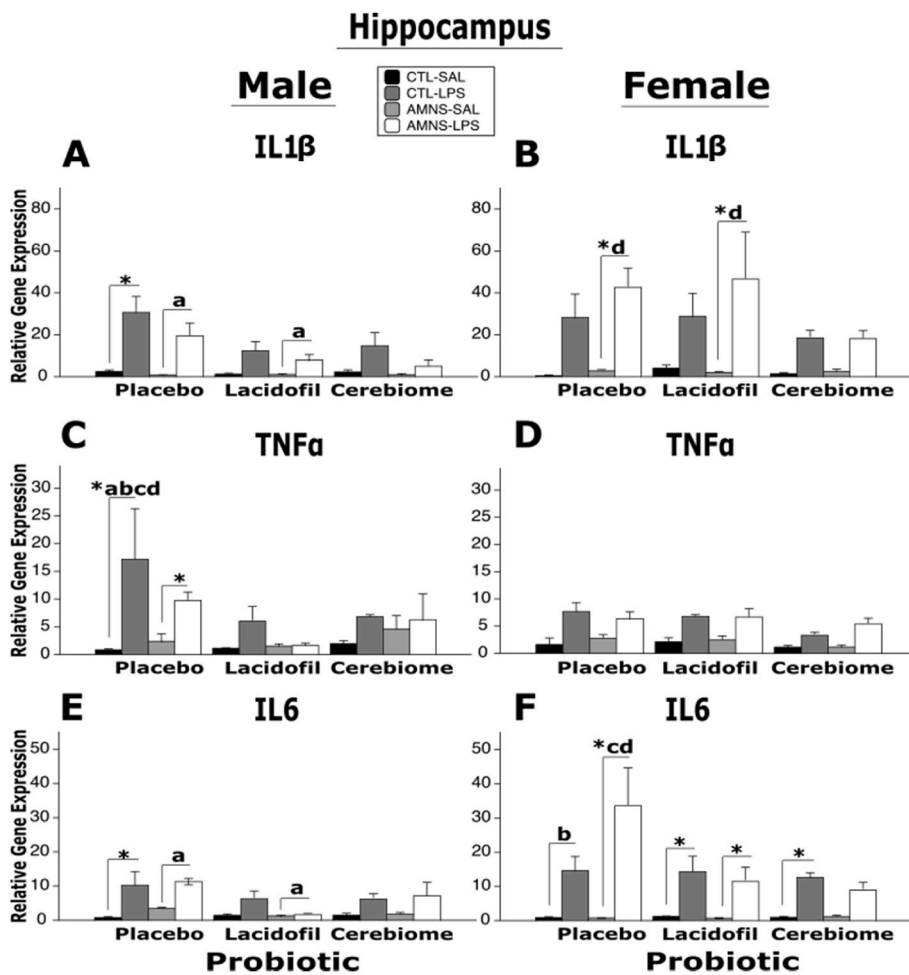 Hippocampus
Male
Female
CTL-SAL
CTL-LPS
AMNS-SAL
AMNS-LPS
A
IL1β
B
IL1β
Relative Gene Expression
80
60
40
20
0
*
a
a
Placebo
Lacidofil
Cerebiome
80
60
40
20
0
*d
*d
Placebo
Lacidofil
Cerebiome
C
TNFα
D
TNFα
Relative Gene Expression
30
25
20
15
10
5
0
*abcd
*
Placebo
Lacidofil
Cerebiome
30
25
20
15
10
5
0
Placebo
Lacidofil
Cerebiome
E
IL6
F
IL6
Relative Gene Expression
50
40
30
20
10
0
*
a
a
Placebo
Lacidofil
Cerebiome
Probiotic
50
40
30
20
10
0
b
*cd
*
*
*
Placebo
Lacidofil
Cerebiome
Probiotic